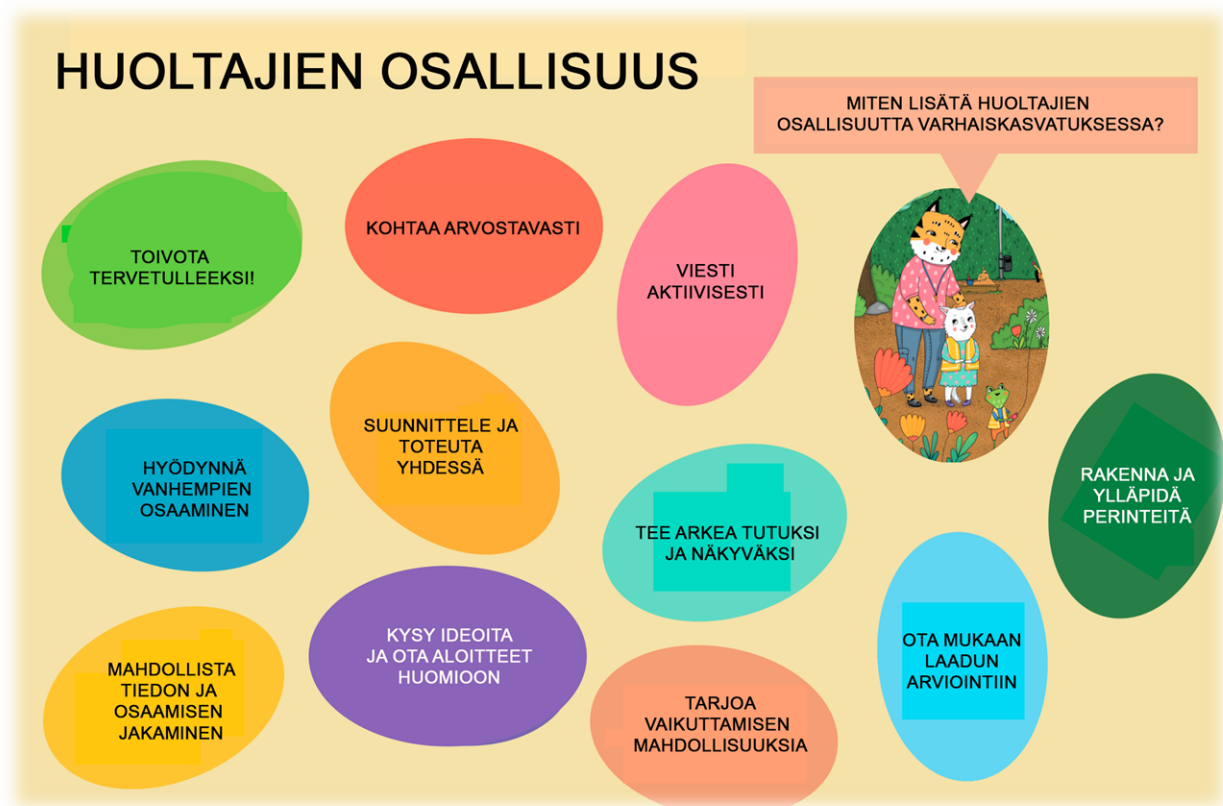 HUOLTAJIEN OSALLISUUS
MITEN LISÄTÄ HUOLTAJIEN
OSALLISUUTTA VARHAISKASVATUKSESSA?
TOIVOTA
TERVETULLEEKSI!
KOHTAA ARVOSTAVASTI
VIESTI
AKTIIVISESTI
HYÖDYNNÄ
VANHEMPIEN
OSAAMINEN
SUUNNITTELE JA
TOTEUTA
YHDESSÄ
TEE ARKEA TUTUKSI
JA NÄKYVÄKSI
RAKENNA JA
YLLÄPIDÄ
PERINTEITÄ
MAHDOLLISTA
TIEDON JA
OSAAMISEN
JAKAMINEN
KYSY IDEOITA
JA OTA ALOITTEET
HUOMIOON
TARJOA
VAIKUTTAMISEN
MAHDOLLISUUKSIA
OTA MUKAAN
LAADUN
ARVIOINTIIN